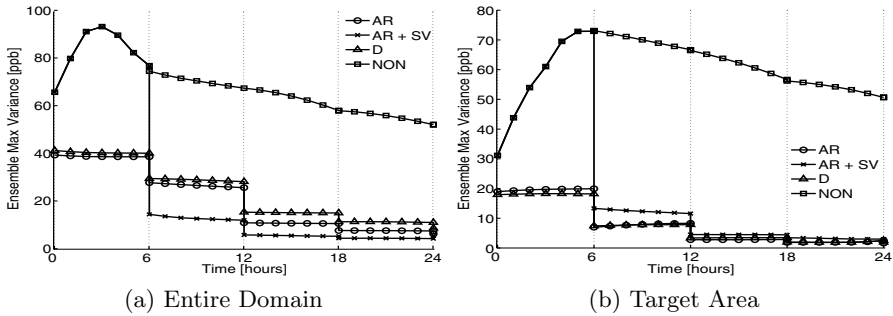 Ensemble Max Variance [ppb]
100
80
60
40
20
0
0
6
12
18
24
Time [hours]
AR
AR + SV
D
NON
(a) Entire Domain
Ensemble Max Variance [ppb]
80
70
60
50
40
30
20
10
0
0
6
12
18
24
Time [hours]
AR
AR + SV
D
NON
(b) Target Area